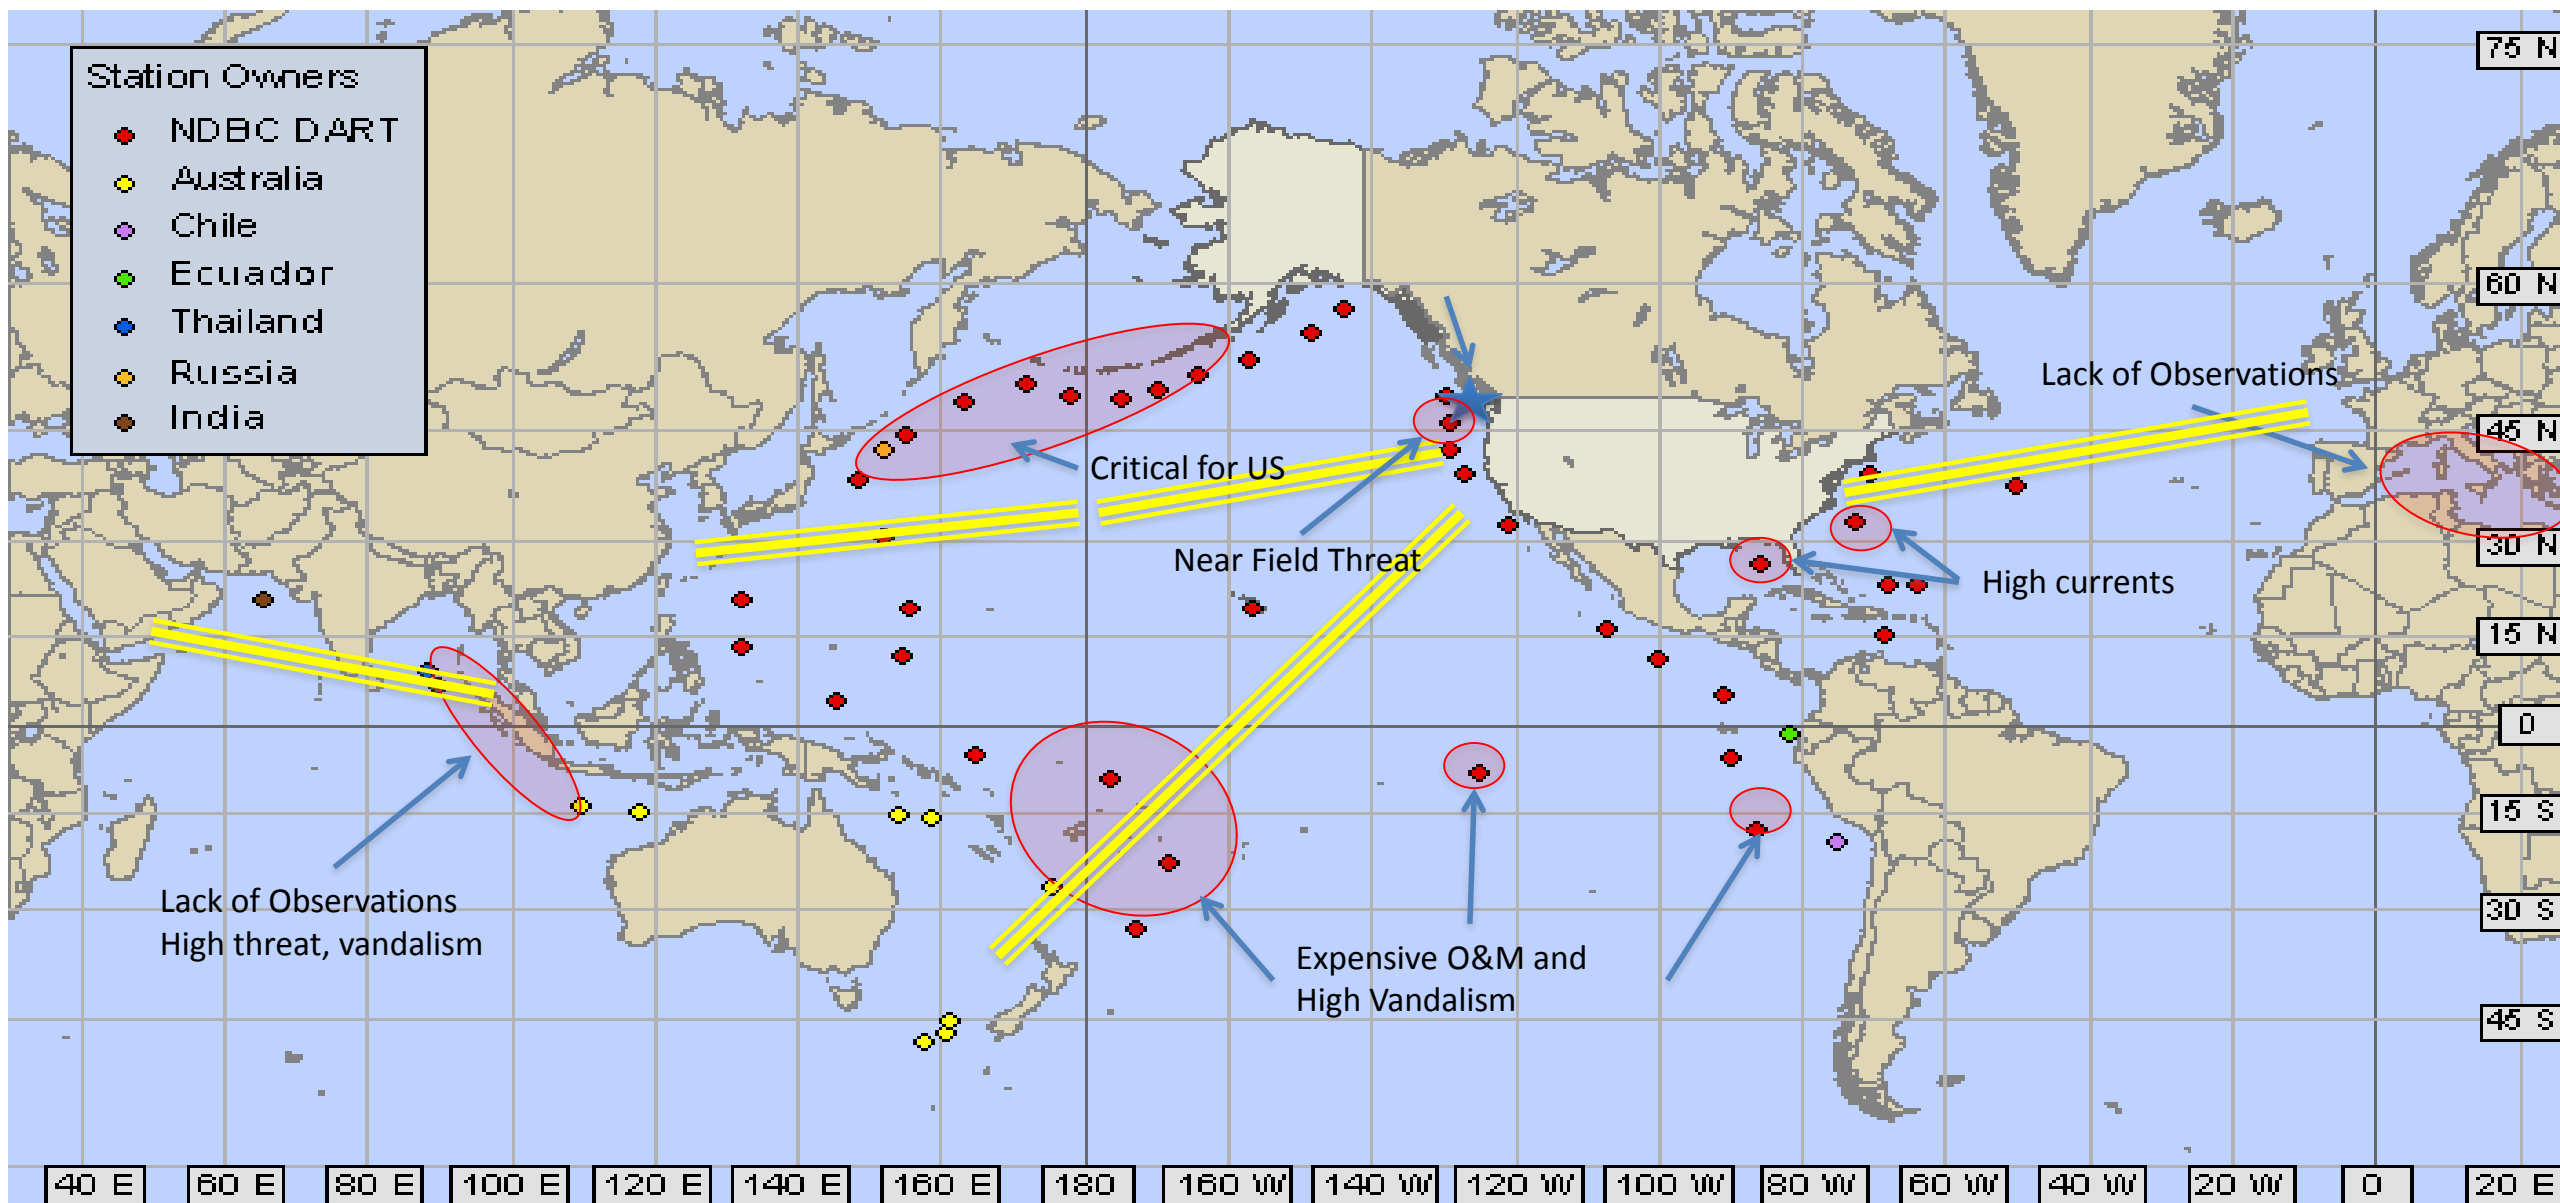 Station Owners
NDBC DART
Australia
Chile
Ecuador
Thailand
Russia
India
75 N
60 N
Lack of Observations
45 N
Critical for US
Near Field Threat
30 N
High currents
15 N
0
15 S
Lack of Observations
High threat, vandalism
30 S
Expensive O&M and
High Vandalism
45 S
40 E
60 E
80 E
100 E
120 E
140 E
160 E
180
160 W
140 W
120 W
100 W
80 W
60 W
40 W
20 W
0
20 E